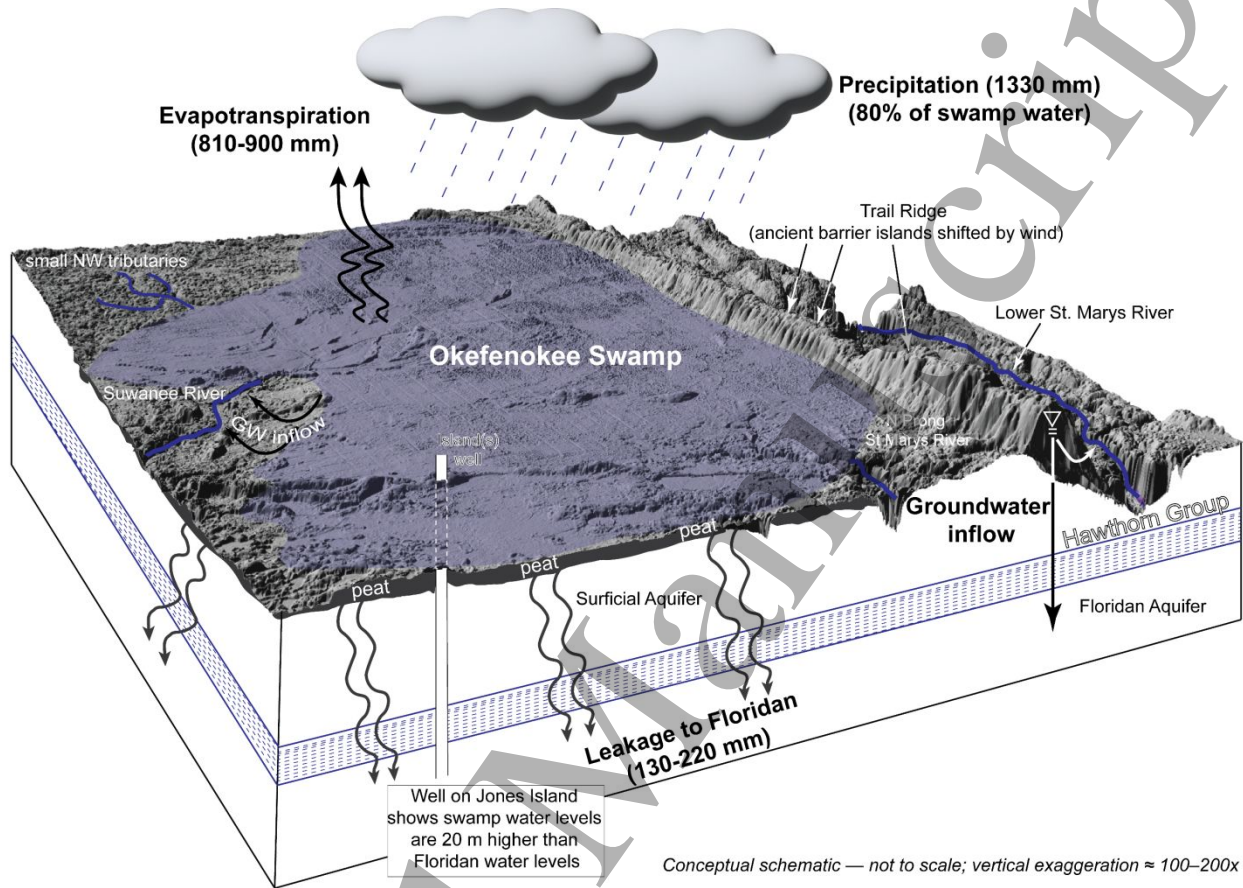 Precipitation (1330 mm)
(80% of swamp water)
Evapotranspiration
(810-900 mm)
Trail Ridge
(ancient barrier islands shifted by wind)
small NW tributaries
Lower St. Marys River
Okefenokee Swamp
Suwanee River
GW inflow
well
St Marys River
Groundwater
inflow
Hawthorn Group
peat
peat
peat
Surficial Aquifer
Floridan Aquifer
Leakage to Floridan
(130-220 mm)
Well on Jones Island
shows swamp water levels
are 20 m higher than
Floridan water levels
Conceptual schematic — not to scale; vertical exaggeration ≈ 100–200x